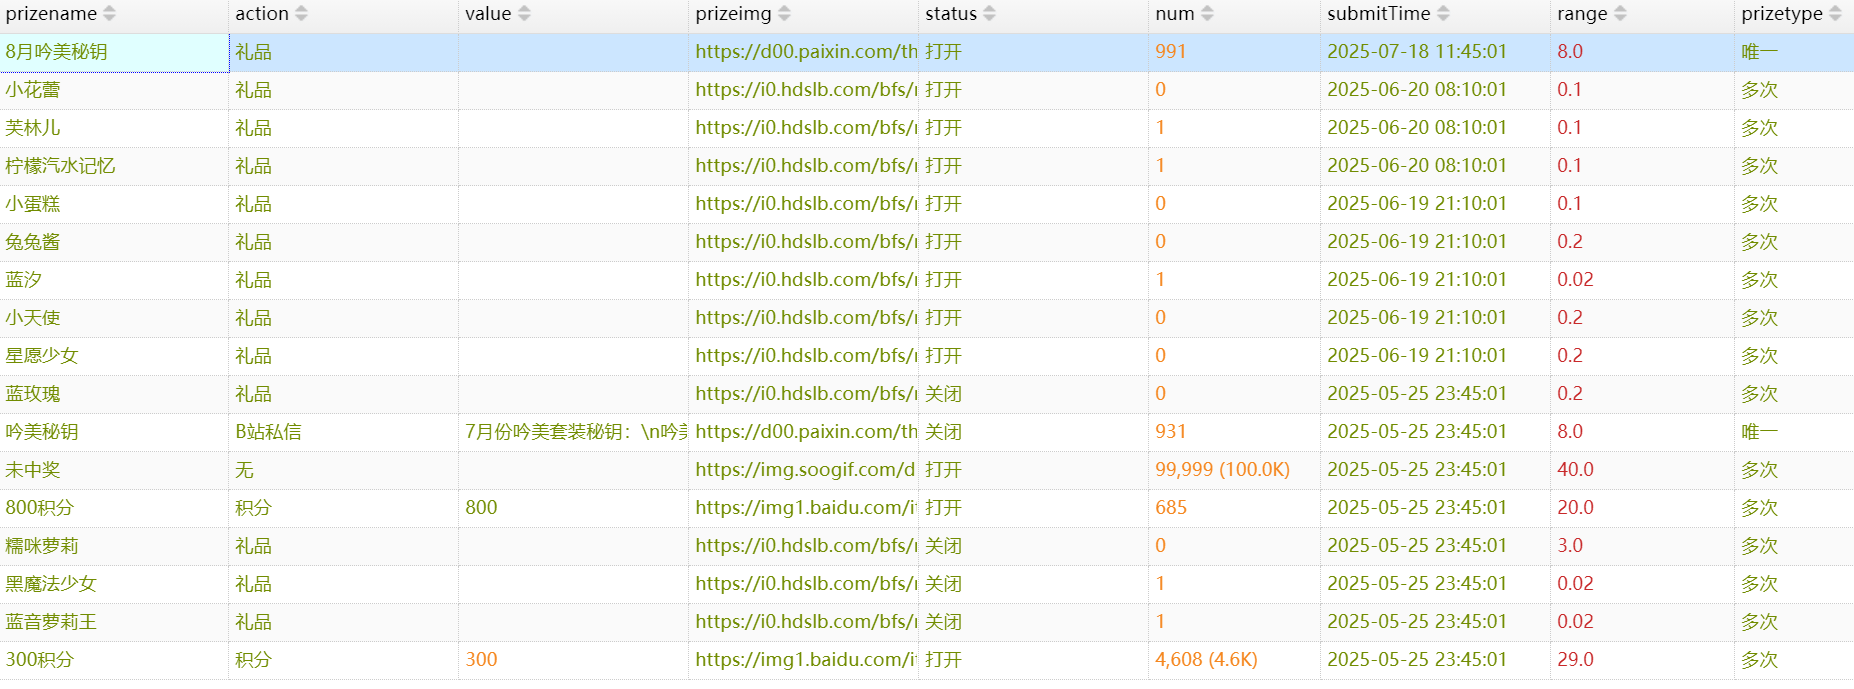 prizename action value prizeimg status num submitTime range prizetype
8月吟美秘钥 礼品 https://d00.paixin.com/th 打开 991 2025-07-18 11:45:01 8.0 唯一
小花蕾 礼品 https://i0.hdslb.com/bfs/r 打开 0 2025-06-20 08:10:01 0.1 多次
芙林儿 礼品 https://i0.hdslb.com/bfs/r 打开 1 2025-06-20 08:10:01 0.1 多次
柠檬汽水记忆 礼品 https://i0.hdslb.com/bfs/r 打开 1 2025-06-20 08:10:01 0.1 多次
小蛋糕 礼品 https://i0.hdslb.com/bfs/r 打开 0 2025-06-19 21:10:01 0.1 多次
兔兔酱 礼品 https://i0.hdslb.com/bfs/r 打开 0 2025-06-19 21:10:01 0.2 多次
蓝汐 礼品 https://i0.hdslb.com/bfs/r 打开 1 2025-06-19 21:10:01 0.02 多次
小天使 礼品 https://i0.hdslb.com/bfs/r 打开 0 2025-06-19 21:10:01 0.2 多次
星愿少女 礼品 https://i0.hdslb.com/bfs/r 打开 0 2025-06-19 21:10:01 0.2 多次
蓝玫瑰 礼品 https://i0.hdslb.com/bfs/r 关闭 0 2025-05-25 23:45:01 0.2 多次
吟美秘钥 B站私信 7月份吟美套装秘钥：\n吟美 https://d00.paixin.com/th 关闭 931 2025-05-25 23:45:01 8.0 唯一
未中奖 无 https://img.soogif.com/d 打开 99,999 (100.0K) 2025-05-25 23:45:01 40.0 多次
800积分 积分 800 https://img1.baidu.com/it 打开 685 2025-05-25 23:45:01 20.0 多次
糯咪萝莉 礼品 https://i0.hdslb.com/bfs/r 关闭 0 2025-05-25 23:45:01 3.0 多次
黑魔法少女 礼品 https://i0.hdslb.com/bfs/r 关闭 1 2025-05-25 23:45:01 0.02 多次
蓝音萝莉王 礼品 https://i0.hdslb.com/bfs/r 关闭 1 2025-05-25 23:45:01 0.02 多次
300积分 积分 300 https://img1.baidu.com/it 打开 4,608 (4.6K) 2025-05-25 23:45:01 29.0 多次